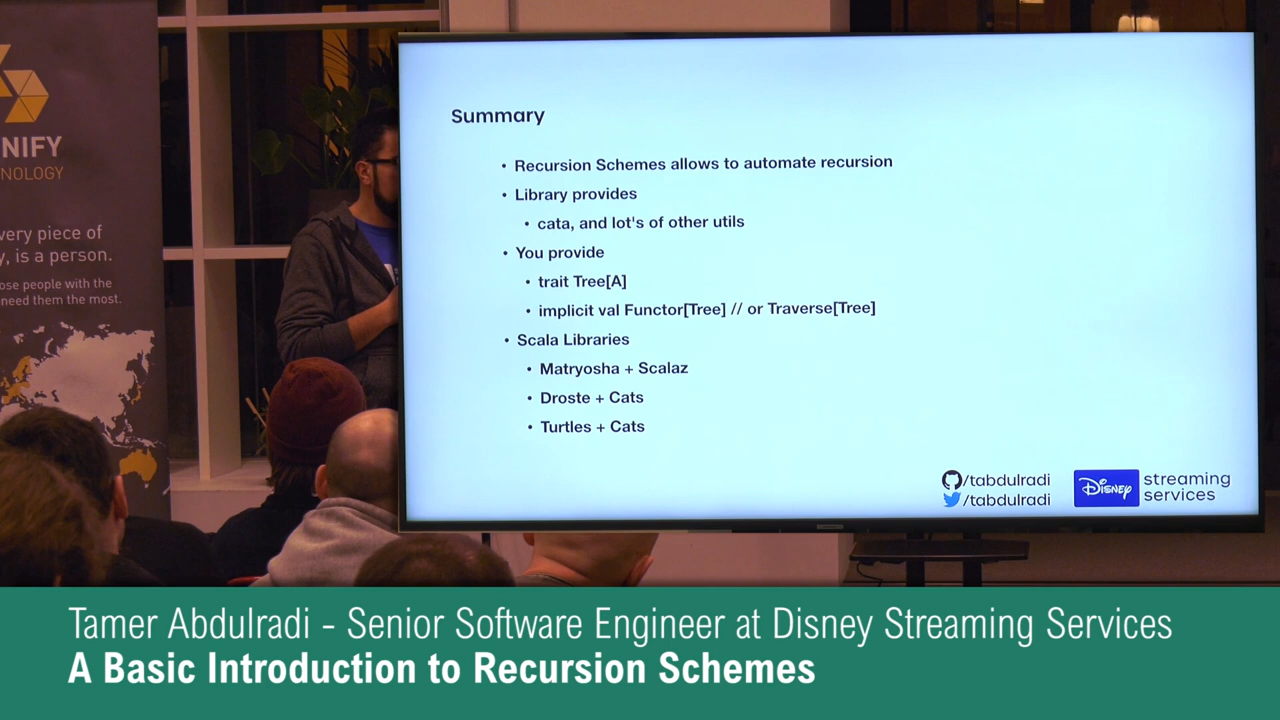 NIFY
NOLOGY
very piece of
y, is a person.
ose people with the
need them the most.
Summary
• Recursion Schemes allows to automate recursion
• Library provides
• cata, and lot's of other utils
• You provide
• trait Tree[A]
• implicit val Functor[Tree] // or Traverse[Tree]
• Scala Libraries
• Matryosha + Scalaz
• Droste + Cats
• Turtles + Cats
/tabdulradi
/tabdulradi
Disney streaming services
Tamer Abdulradi - Senior Software Engineer at Disney Streaming Services
A Basic Introduction to Recursion Schemes